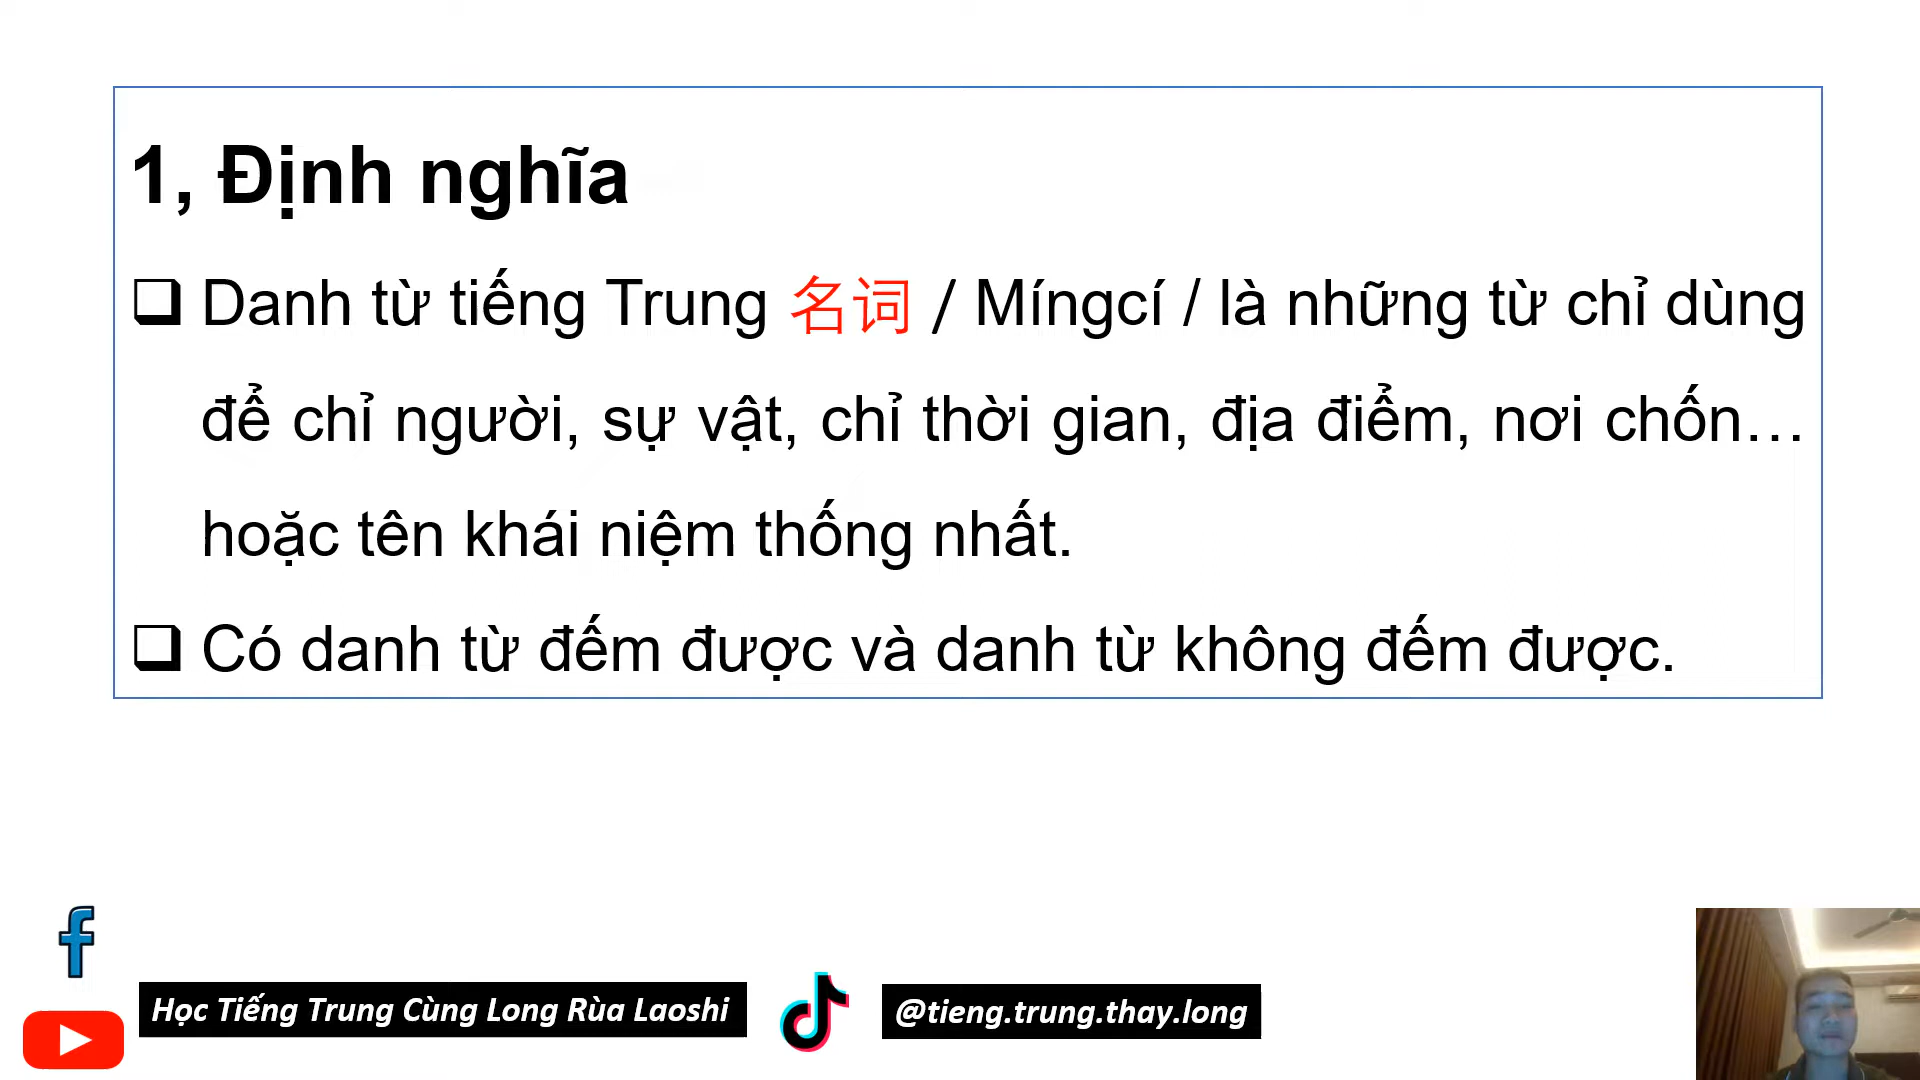 1, Định nghĩa
Danh từ tiếng Trung 名词 / Míngcí / là những từ chỉ dùng
để chỉ người, sự vật, chỉ thời gian, địa điểm, nơi chốn…
hoặc tên khái niệm thống nhất.
Có danh từ đếm được và danh từ không đếm được.
Học Tiếng Trung Cùng Long Rùa Laoshi
@tieng.trung.thay.long